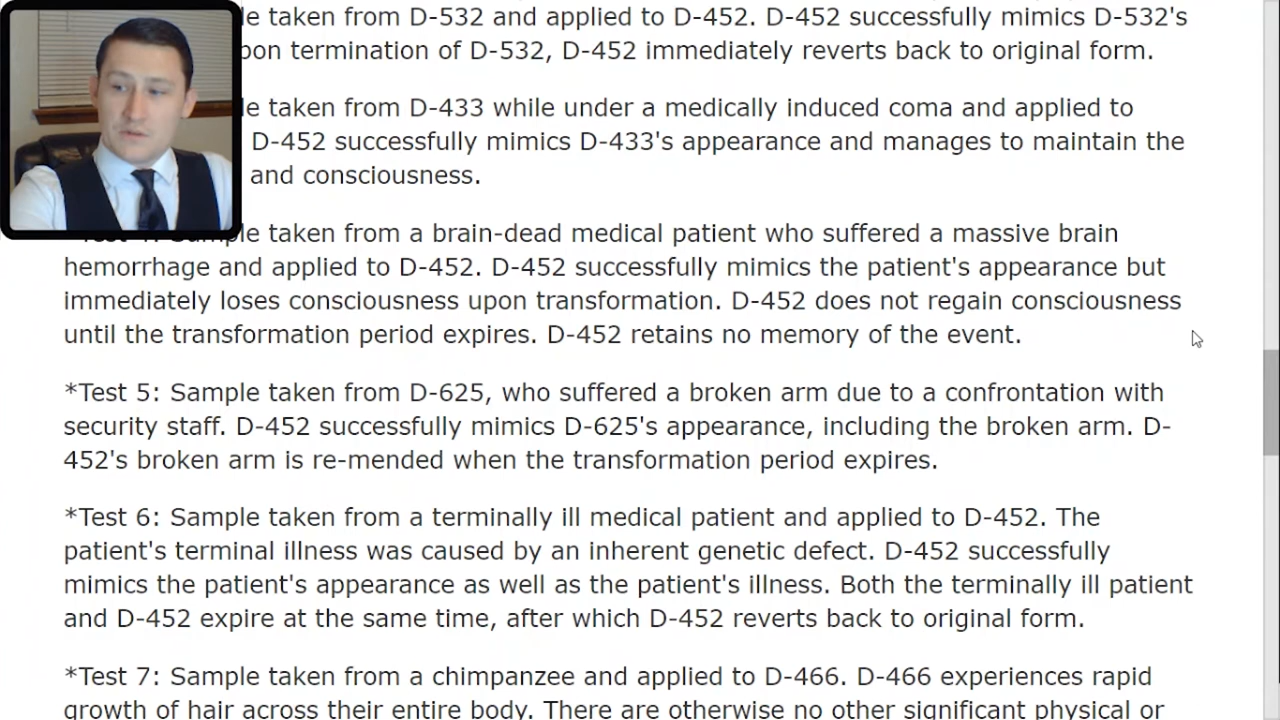 le taken from D-532 and applied to D-452. D-452 successfully mimics D-532's
pon termination of D-532, D-452 immediately reverts back to original form.
le taken from D-433 while under a medically induced coma and applied to
D-452 successfully mimics D-433's appearance and manages to maintain the
and consciousness.
taken from a brain-dead medical patient who suffered a massive brain
hemorrhage and applied to D-452. D-452 successfully mimics the patient's appearance but
immediately loses consciousness upon transformation. D-452 does not regain consciousness
until the transformation period expires. D-452 retains no memory of the event.
*Test 5: Sample taken from D-625, who suffered a broken arm due to a confrontation with
security staff. D-452 successfully mimics D-625's appearance, including the broken arm. D-
452's broken arm is re-mended when the transformation period expires.
*Test 6: Sample taken from a terminally ill medical patient and applied to D-452. The
patient's terminal illness was caused by an inherent genetic defect. D-452 successfully
mimics the patient's appearance as well as the patient's illness. Both the terminally ill patient
and D-452 expire at the same time, after which D-452 reverts back to original form.
*Test 7: Sample taken from a chimpanzee and applied to D-466. D-466 experiences rapid
growth of hair across their entire body. There are otherwise no other significant physical or